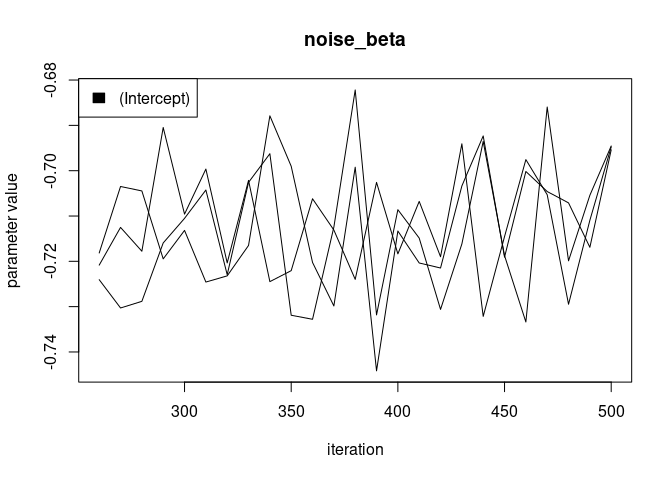 noise_beta
(Intercept)
parameter value
-0.68
-0.70
-0.72
-0.74
300 350 400 450 500
iteration